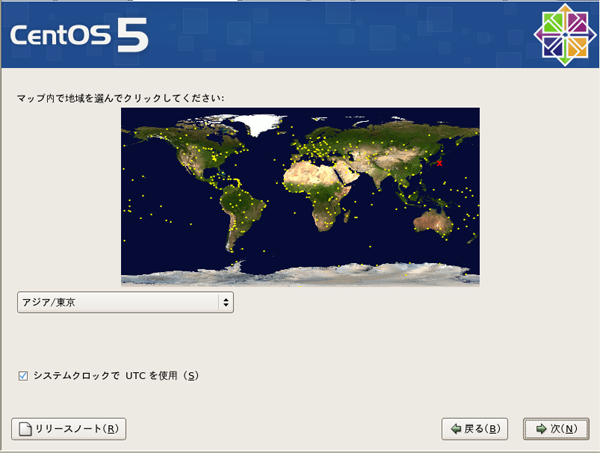 CentOS 5
マップ内で地域を選んでクリックしてください:
アジア/東京
システムクロックで UTC を使用 (S)
リリースノート(R)
戻る(B)
次(N)